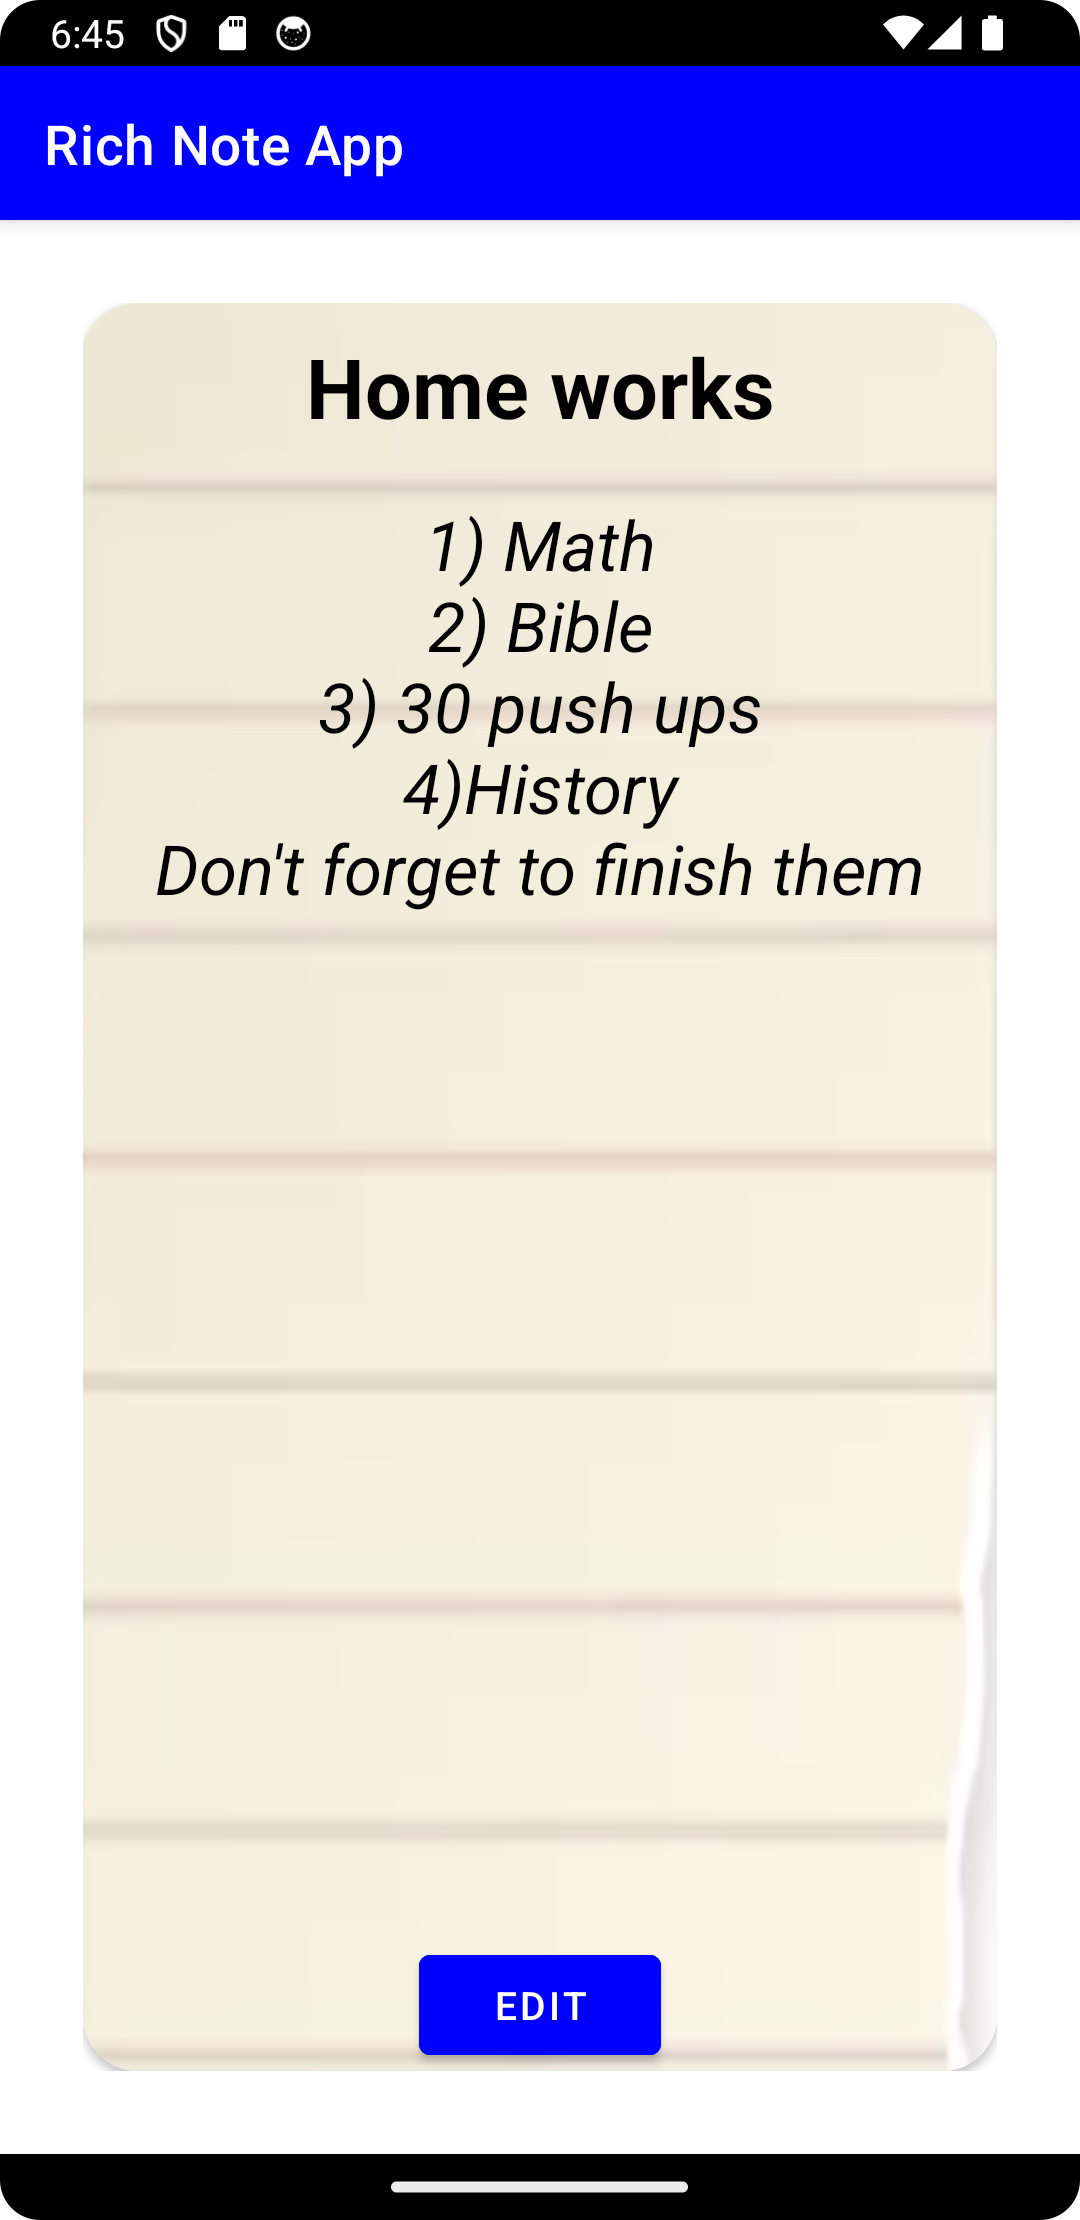 6:45
Rich Note App
Home works
1) Math
2) Bible
3) 30 push ups
4)History
Don't forget to finish them
EDIT